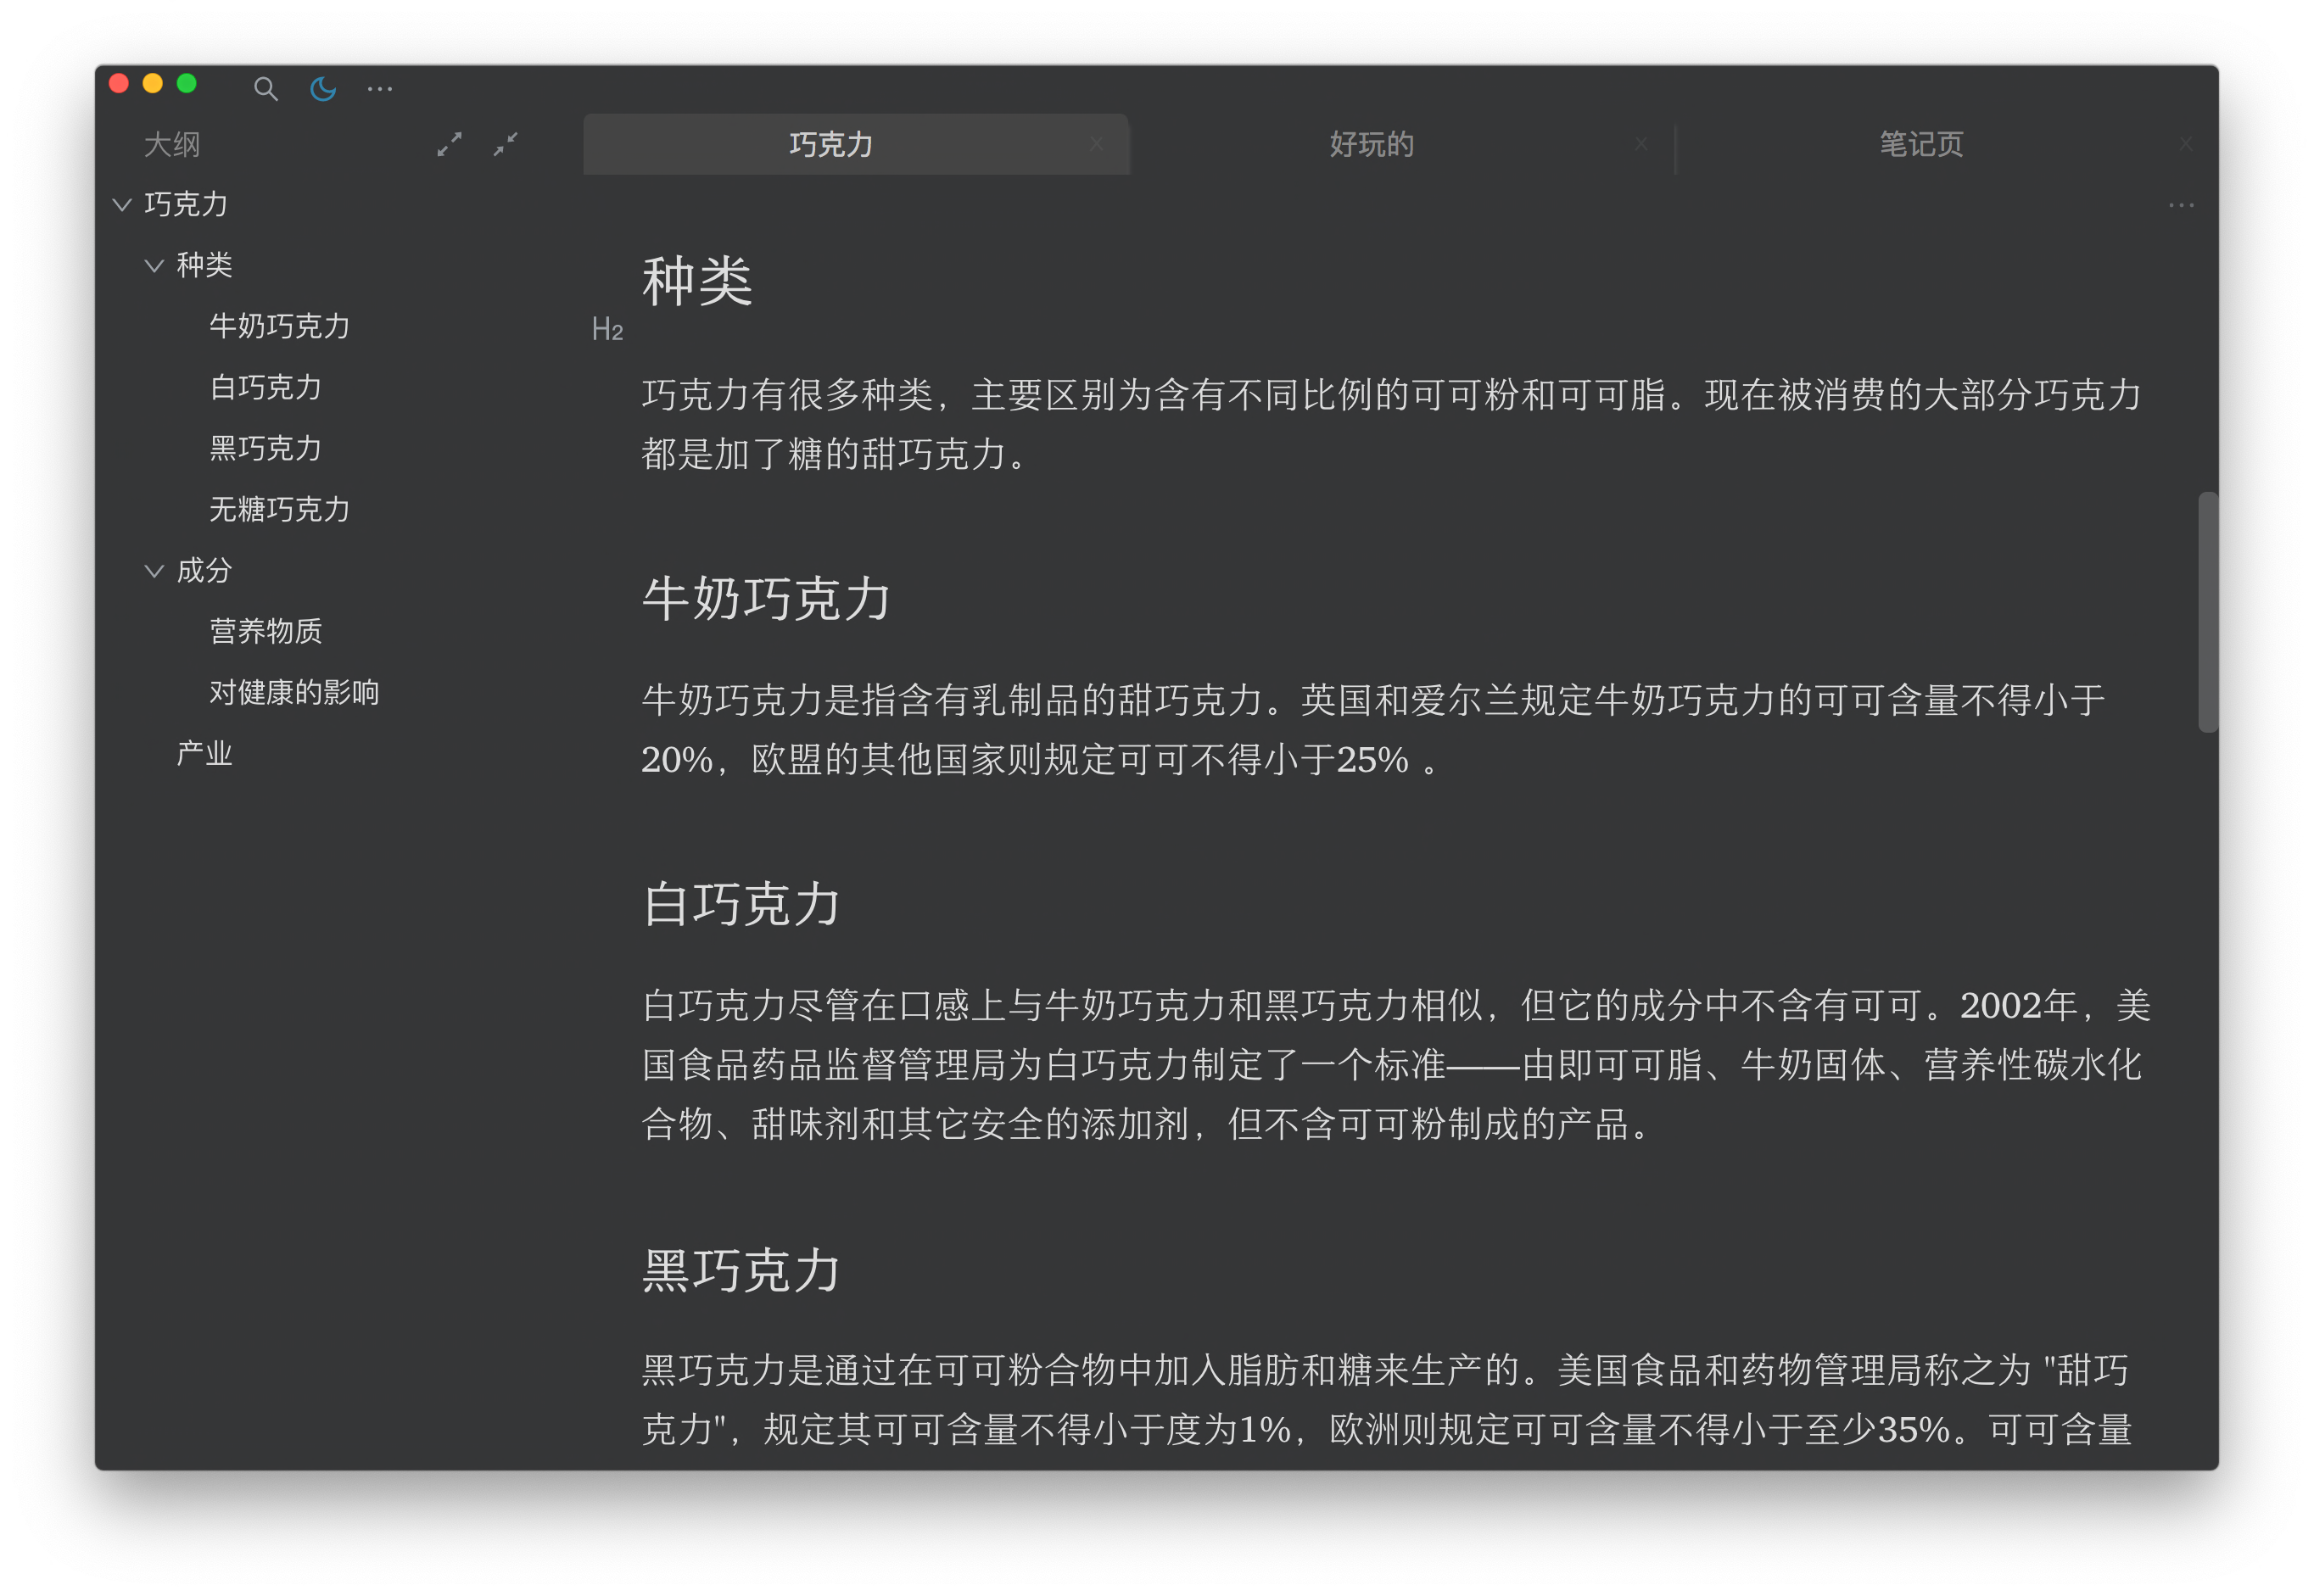 大纲
巧克力
种类
牛奶巧克力
白巧克力
黑巧克力
无糖巧克力
成分
营养物质
对健康的影响
产业
巧克力
好玩的
笔记页
种类
H2
巧克力有很多种类，主要区别为含有不同比例的可可粉和可可脂。现在被消费的大部分巧克力
都是加了糖的甜巧克力。
牛奶巧克力
牛奶巧克力是指含有乳制品的甜巧克力。英国和爱尔兰规定牛奶巧克力的可可含量不得小于
20%，欧盟的其他国家则规定可可不得小于25% 。
白巧克力
白巧克力尽管在口感上与牛奶巧克力和黑巧克力相似，但它的成分中不含有可可。2002年，美
国食品药品监督管理局为白巧克力制定了一个标准——由即可可脂、牛奶固体、营养性碳水化
合物、甜味剂和其它安全的添加剂，但不含可可粉制成的产品。
黑巧克力
黑巧克力是通过在可可粉合物中加入脂肪和糖来生产的。美国食品和药物管理局称之为 "甜巧
克力"，规定其可可含量不得小于度为1%，欧洲则规定可可含量不得小于至少35%。可可含量